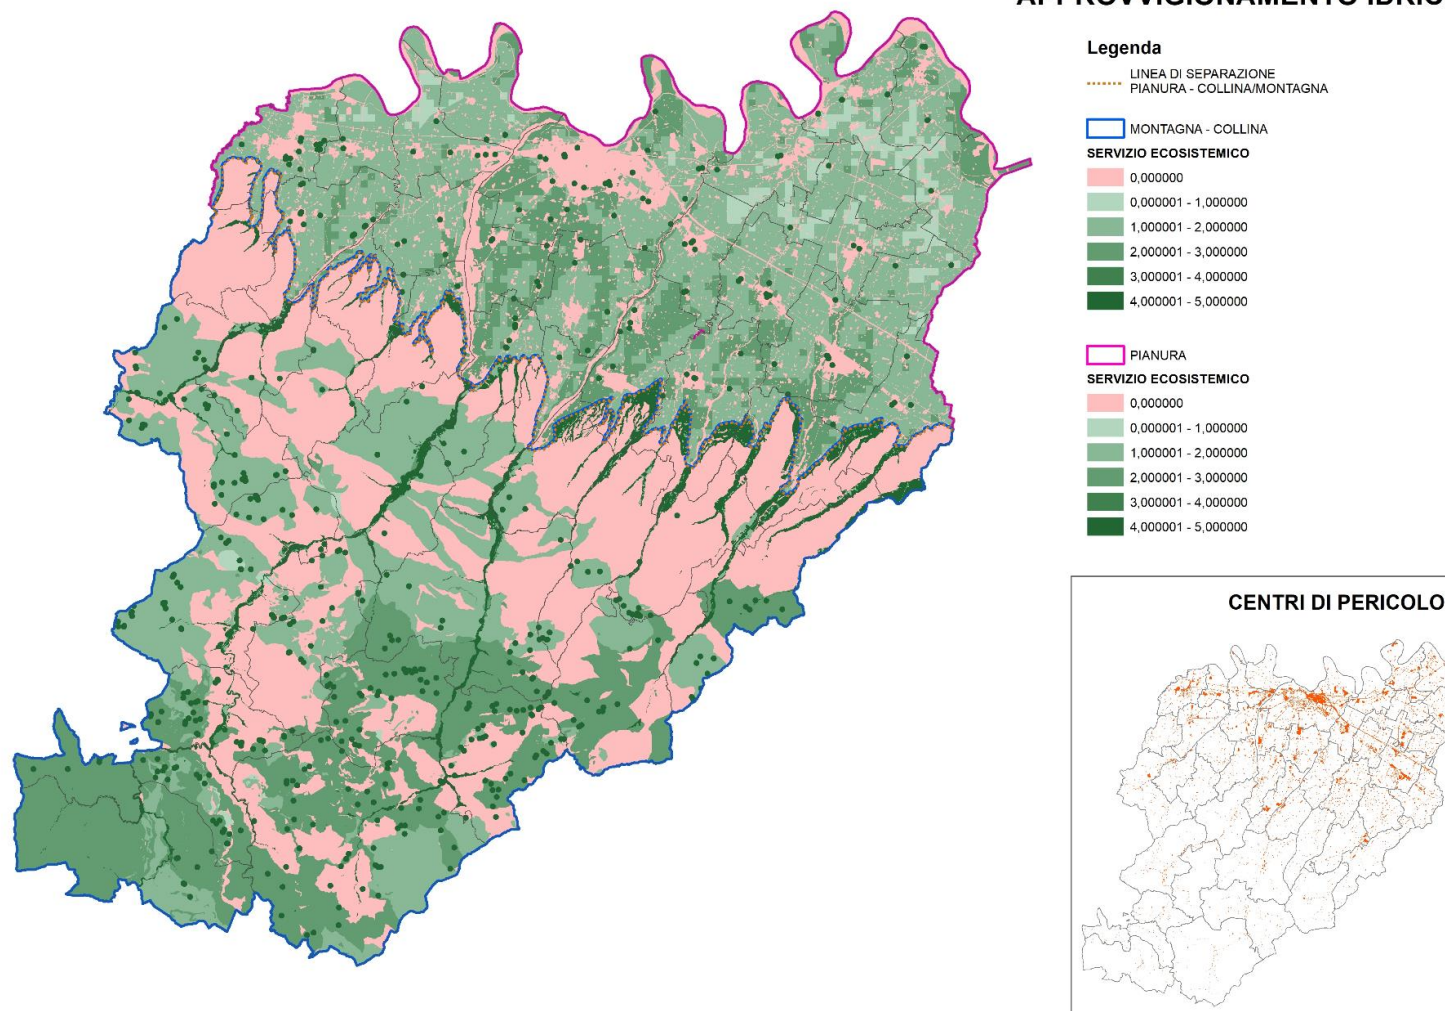 APPROVVIGIONAMENTO IDRIC
Legenda
LINEA DI SEPARAZIONE
PIANURA - COLLINA/MONTAGNA
MONTAGNA - COLLINA
SERVIZIO ECOSISTEMICO
0,000000
0,000001 - 1,000000
1,000001 - 2,000000
2,000001 - 3,000000
3,000001 - 4,000000
4,000001 - 5,000000
PIANURA
SERVIZIO ECOSISTEMICO
0,000000
0,000001 - 1,000000
1,000001 - 2,000000
2,000001 - 3,000000
3,000001 - 4,000000
4,000001 - 5,000000
CENTRI DI PERICOLO